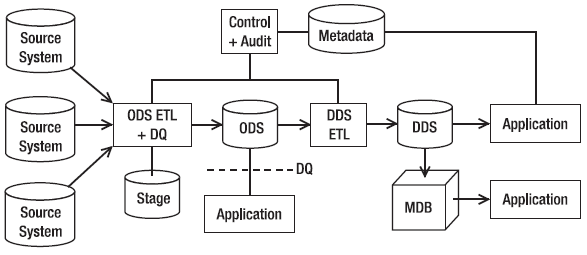 Source
System
Control
+ Audit
Metadata
Source
System
ODS ETL
+ DQ
ODS
DDS
ETL
DDS
Application
DQ
Source
System
Stage
Application
MDB
Application